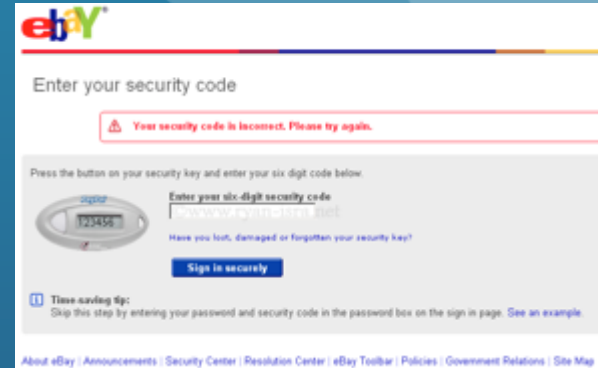 ebaY
Enter your security code
Your security code is incorrect. Please try again.
Press the button on your security key and enter your six digit code below.
Enter your six-digit security code
123456
Have you lost, damaged or forgotten your security key?
Sign in securely
Time saving tip:
Skip this step by entering your password and security code in the password box on the sign in page. See an example.
About eBay | Announcements | Security Center | Resolution Center | eBay Toolbar | Policies | Government Relations | Site Map